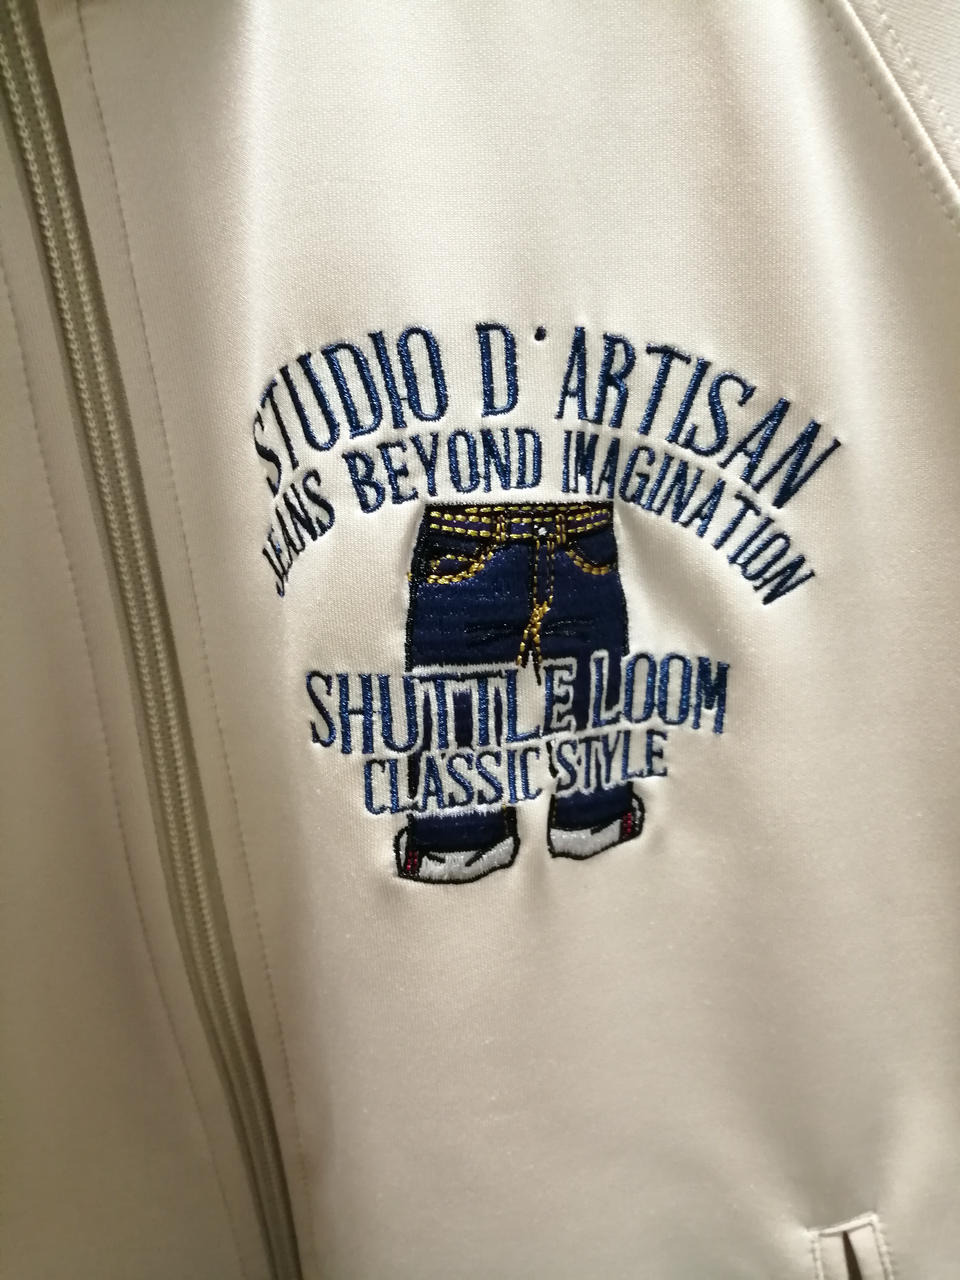 STUDIO D'ARTISAN
JEANS BEYOND IMAGINATION
SHUTTLE LOOM
CLASSIC STYLE